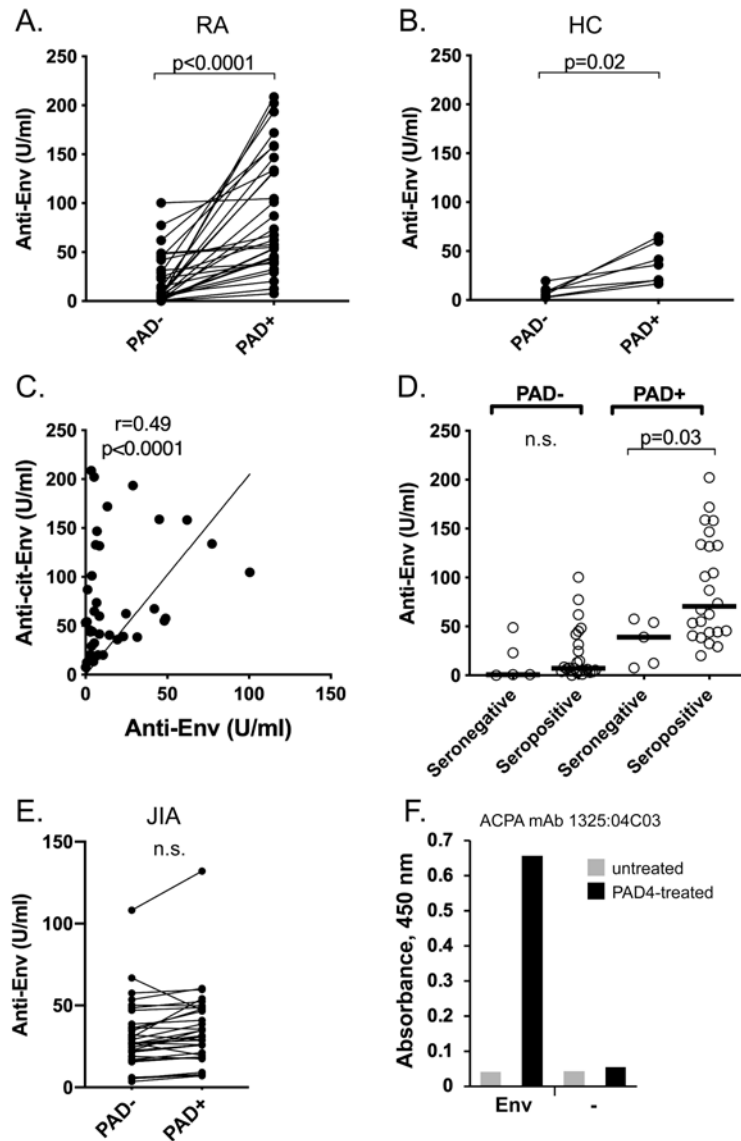 A.
RA
p<0.0001
Anti-Env (U/ml)
250
200
150
100
50
0
PAD-
PAD+
B.
HC
p=0.02
Anti-Env (U/ml)
250
200
150
100
50
0
PAD-
PAD+
C.
r=0.49
p<0.0001
Anti-cit-Env (U/ml)
250
200
150
100
50
0
0
50
100
150
Anti-Env (U/ml)
D.
PAD-
PAD+
n.s.
p=0.03
Anti-Env (U/ml)
250
200
150
100
50
0
Seronegative
Seropositive
Seronegative
Seropositive
E.
JIA
n.s.
Anti-Env (U/ml)
150
100
50
0
PAD-
PAD+
F.
ACPA mAb 1325:04C03
untreated
PAD4-treated
Absorbance, 450 nm
0.7
0.6
0.5
0.4
0.3
0.2
0.1
0
Env
-